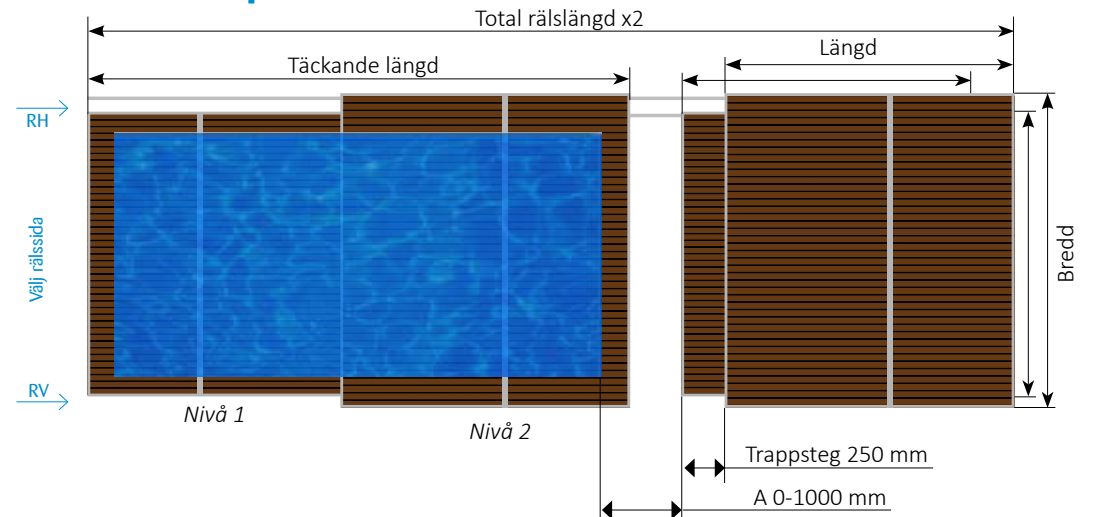 Total rälslängd x2
Längd
Täckande längd
RH
Välj rälssida
Bredd
RV
Nivå 1
Nivå 2
Trappsteg 250 mm
A 0-1000 mm